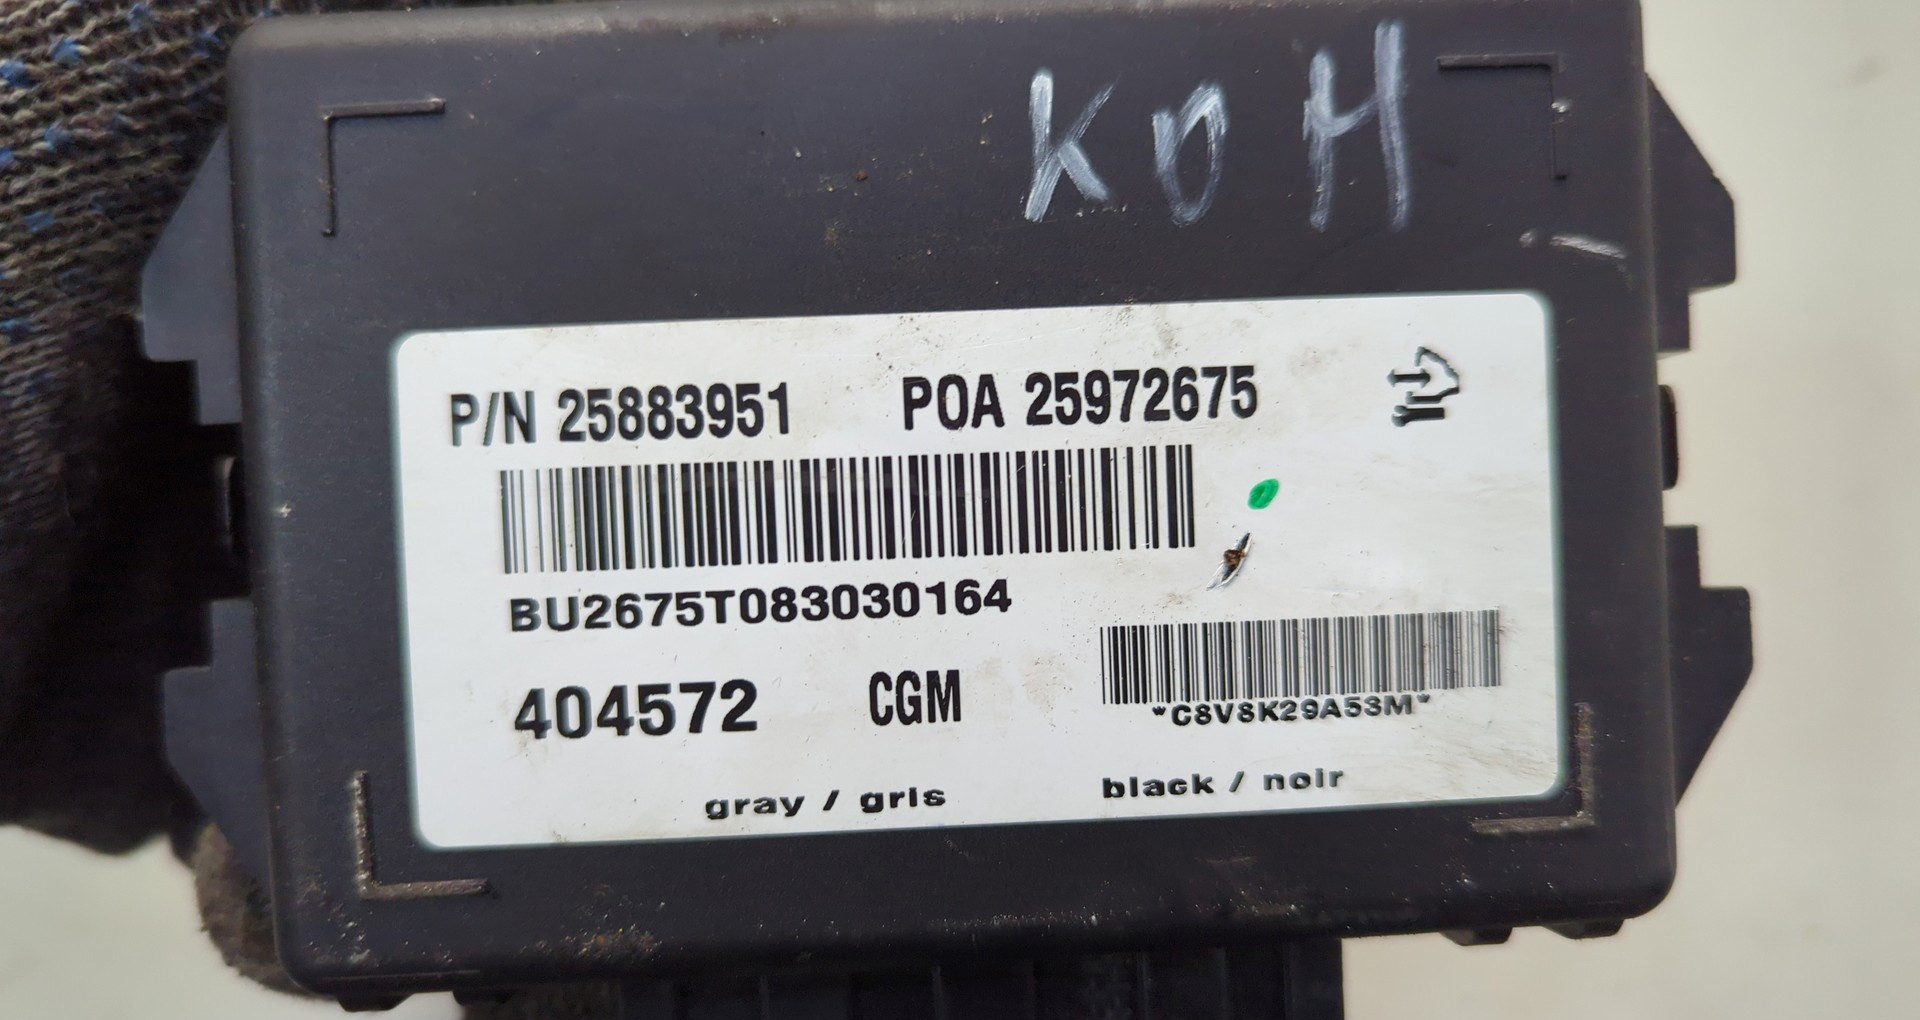 КОН
P/N 25883951 POA 25972675
BU2675T083030164
404572 CGM
*C8V8K29A53M*
gray / gris black / noir